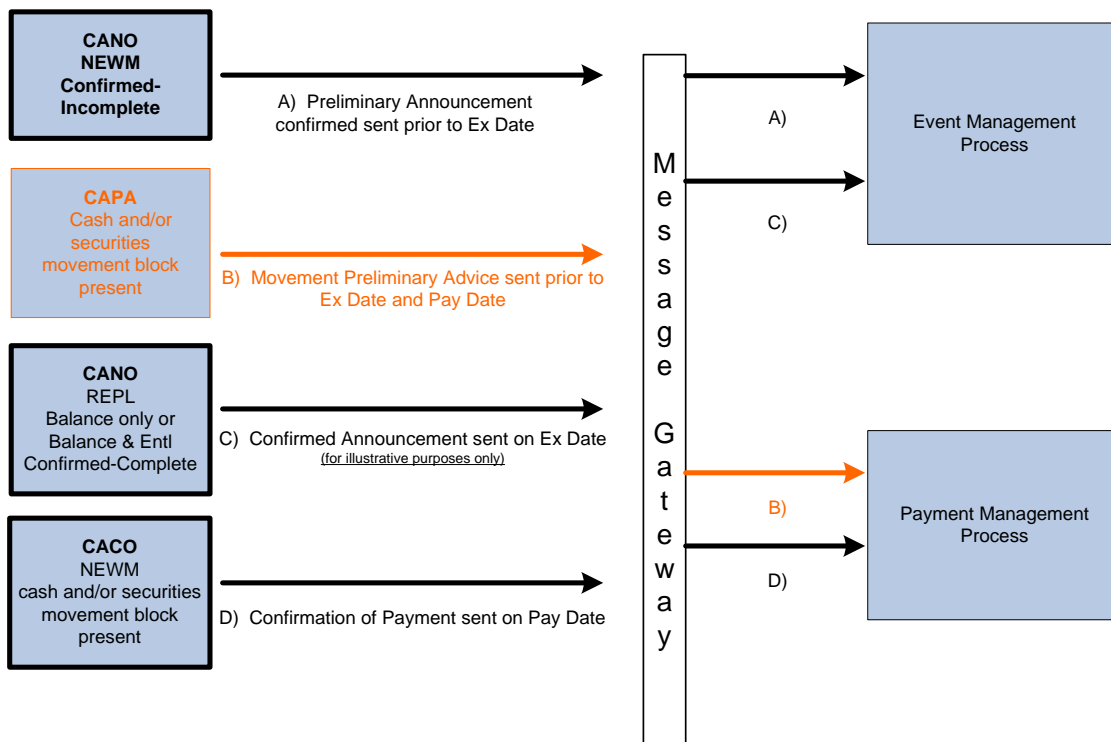 CANO
NEWM
Confirmed-
Incomplete
A) Preliminary Announcement
confirmed sent prior to Ex Date
CAPA
Cash and/or
securities
movement block
present
B) Movement Preliminary Advice sent prior to
Ex Date and Pay Date
CANO
REPL
Balance only or
Balance & Entl
Confirmed-Complete
C) Confirmed Announcement sent on Ex Date
(for illustrative purposes only)
CACO
NEWM
cash and/or securities
movement block
present
D) Confirmation of Payment sent on Pay Date
Message Gateway
A)
C)
Event Management
Process
B)
D)
Payment Management
Process